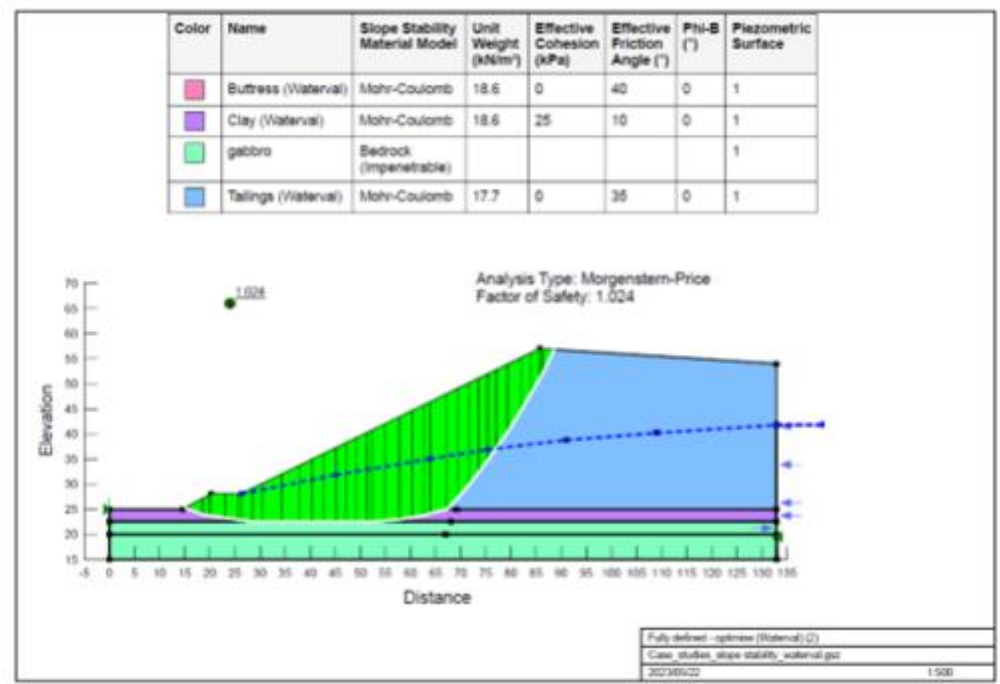 Color Name Slope Stability Material Model Unit Weight (kN/m³) Effective Cohesion (kPa) Effective Friction Angle (°) Phi-B (°) Piezometric Surface
Buttress (Waterval) Mohr-Coulomb 18.6 0 40 0 1
Clay (Waterval) Mohr-Coulomb 18.6 25 10 0 1
gabbro Bedrock (Impenetrable) 1
Tailings (Waterval) Mohr-Coulomb 17.7 0 35 0 1
Analysis Type: Morgenstern-Price
Factor of Safety: 1.024
1.024
70
65
60
55
50
45
40
35
30
25
20
15
Elevation
-5 0 5 10 15 20 25 30 35 40 45 50 55 60 65 70 75 80 85 90 95 100 105 110 115 120 125 130 135
Distance
Fully defined - optimise (Waterval) (2)
Case_studies_slope stability_waterval.gsz
2023/05/22 1:500